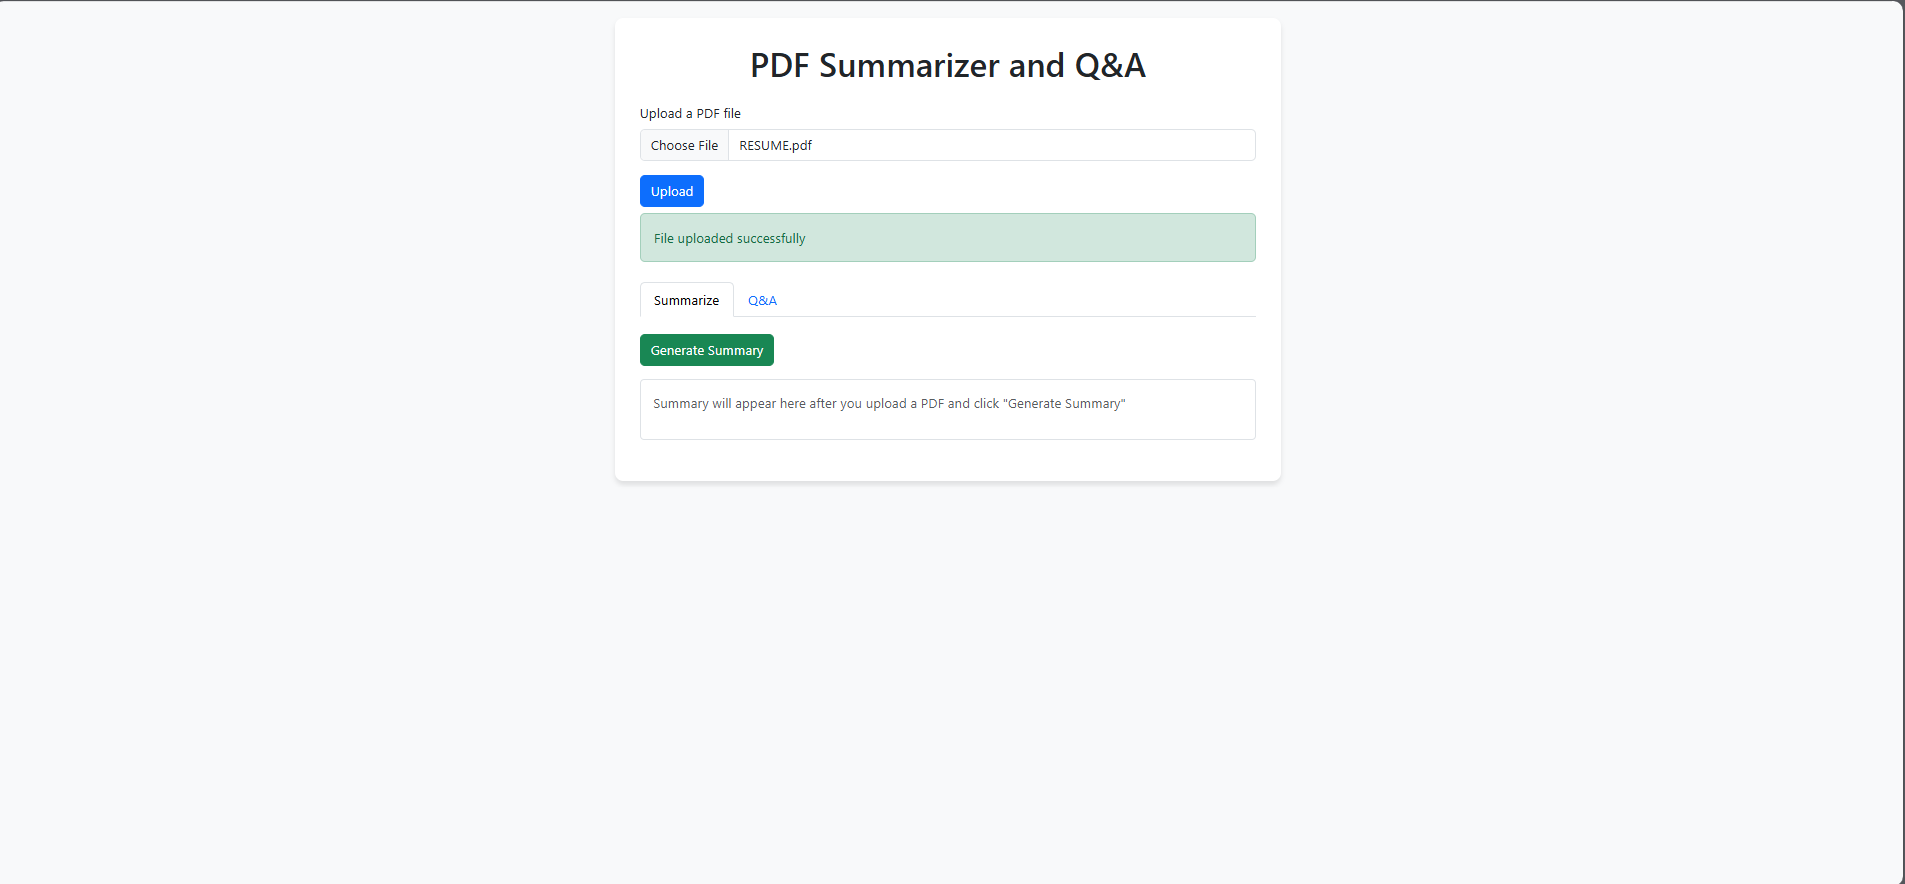 PDF Summarizer and Q&A
Upload a PDF file
Choose File RESUME.pdf
Upload
File uploaded successfully
Summarize Q&A
Generate Summary
Summary will appear here after you upload a PDF and click "Generate Summary"